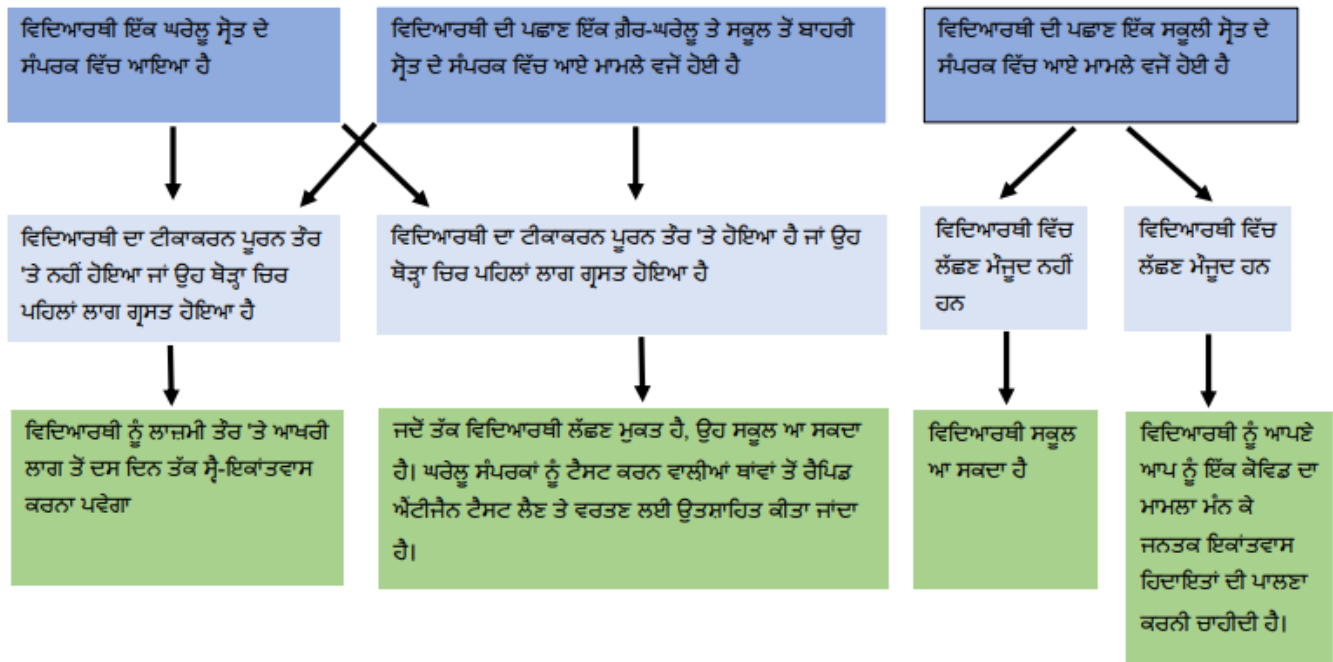 ਵਿਦਿਆਰਥੀ ਇੱਕ ਘਰੇਲੂ ਸ੍ਰੋਤ ਦੇ
ਸੰਪਰਕ ਵਿੱਚ ਆਇਆ ਹੈ
ਵਿਦਿਆਰਥੀ ਦੀ ਪਛਾਣ ਇੱਕ ਗ਼ੈਰ-ਘਰੇਲੂ ਤੇ ਸਕੂਲ ਤੋਂ ਬਾਹਰੀ
ਸ੍ਰੋਤ ਦੇ ਸੰਪਰਕ ਵਿੱਚ ਆਏ ਮਾਮਲੇ ਵਜੋਂ ਹੋਈ ਹੈ
ਵਿਦਿਆਰਥੀ ਦੀ ਪਛਾਣ ਇੱਕ ਸਕੂਲੀ ਸ੍ਰੋਤ ਦੇ
ਸੰਪਰਕ ਵਿੱਚ ਆਏ ਮਾਮਲੇ ਵਜੋਂ ਹੋਈ ਹੈ
ਵਿਦਿਆਰਥੀ ਦਾ ਟੀਕਾਕਰਨ ਪੂਰਨ ਤੌਰ
'ਤੇ ਨਹੀਂ ਹੋਇਆ ਜਾਂ ਉਹ ਥੋੜ੍ਹਾ ਚਿਰ
ਪਹਿਲਾਂ ਲਾਗ ਗ੍ਰਸਤ ਹੋਇਆ ਹੈ
ਵਿਦਿਆਰਥੀ ਦਾ ਟੀਕਾਕਰਨ ਪੂਰਨ ਤੌਰ 'ਤੇ ਹੋਇਆ ਹੈ ਜਾਂ ਉਹ
ਥੋੜ੍ਹਾ ਚਿਰ ਪਹਿਲਾਂ ਲਾਗ ਗ੍ਰਸਤ ਹੋਇਆ ਹੈ
ਵਿਦਿਆਰਥੀ ਵਿੱਚ
ਲੱਛਣ ਮੌਜੂਦ ਨਹੀਂ
ਹਨ
ਵਿਦਿਆਰਥੀ ਵਿੱਚ
ਲੱਛਣ ਮੌਜੂਦ ਹਨ
ਵਿਦਿਆਰਥੀ ਨੂੰ ਲਾਜ਼ਮੀ ਤੌਰ 'ਤੇ ਆਖਰੀ
ਲਾਗ ਤੋਂ ਦਸ ਦਿਨ ਤੱਕ ਸ੍ਵੈ-ਇਕਾਂਤਵਾਸ
ਕਰਨਾ ਪਵੇਗਾ
ਜਦੋਂ ਤੱਕ ਵਿਦਿਆਰਥੀ ਲੱਛਣ ਮੁਕਤ ਹੈ, ਉਹ ਸਕੂਲ ਆ ਸਕਦਾ
ਹੈ। ਘਰੇਲੂ ਸੰਪਰਕਾਂ ਨੂੰ ਟੈਸਟ ਕਰਨ ਵਾਲੀਆਂ ਥਾਂਵਾਂ ਤੋਂ ਰੈਪਿਡ
ਐਂਟੀਜੈਨ ਟੈਸਟ ਲੈਣ ਤੇ ਵਰਤਣ ਲਈ ਉਤਸ਼ਾਹਿਤ ਕੀਤਾ ਜਾਂਦਾ
ਹੈ।
ਵਿਦਿਆਰਥੀ ਸਕੂਲ
ਆ ਸਕਦਾ ਹੈ
ਵਿਦਿਆਰਥੀ ਨੂੰ ਆਪਣੇ
ਆਪ ਨੂੰ ਇੱਕ ਕੋਵਿਡ ਦਾ
ਮਾਮਲਾ ਮੰਨ ਕੇ
ਜਨਤਕ ਇਕਾਂਤਵਾਸ
ਹਿਦਾਇਤਾਂ ਦੀ ਪਾਲਣਾ
ਕਰਨੀ ਚਾਹੀਦੀ ਹੈ।